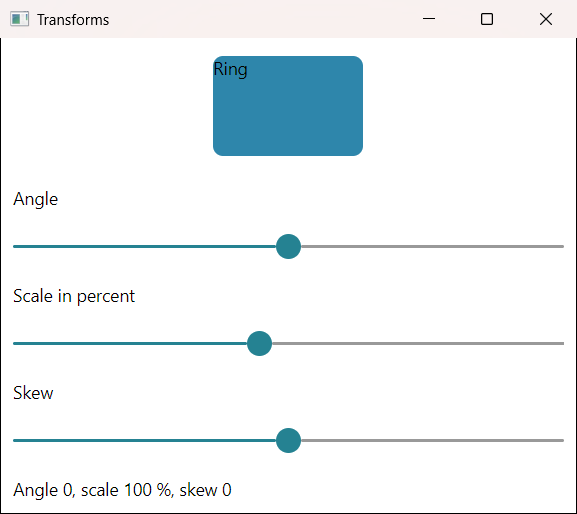 Transforms
Ring
Angle
Scale in percent
Skew
Angle 0, scale 100 %, skew 0